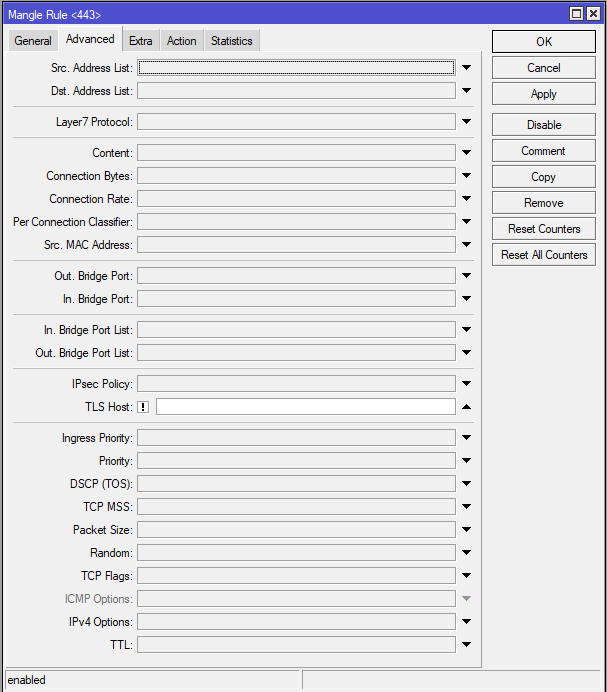 Mangle Rule <443>
General Advanced Extra Action Statistics
OK
Cancel
Apply
Disable
Comment
Copy
Remove
Reset Counters
Reset All Counters
Src. Address List:
Dst. Address List:
Layer7 Protocol:
Content:
Connection Bytes:
Connection Rate:
Per Connection Classifier:
Src. MAC Address:
Out. Bridge Port:
In. Bridge Port:
In. Bridge Port List:
Out. Bridge Port List:
IPsec Policy:
TLS Host: !
Ingress Priority:
Priority:
DSCP (TOS):
TCP MSS:
Packet Size:
Random:
TCP Flags:
ICMP Options:
IPv4 Options:
TTL:
enabled